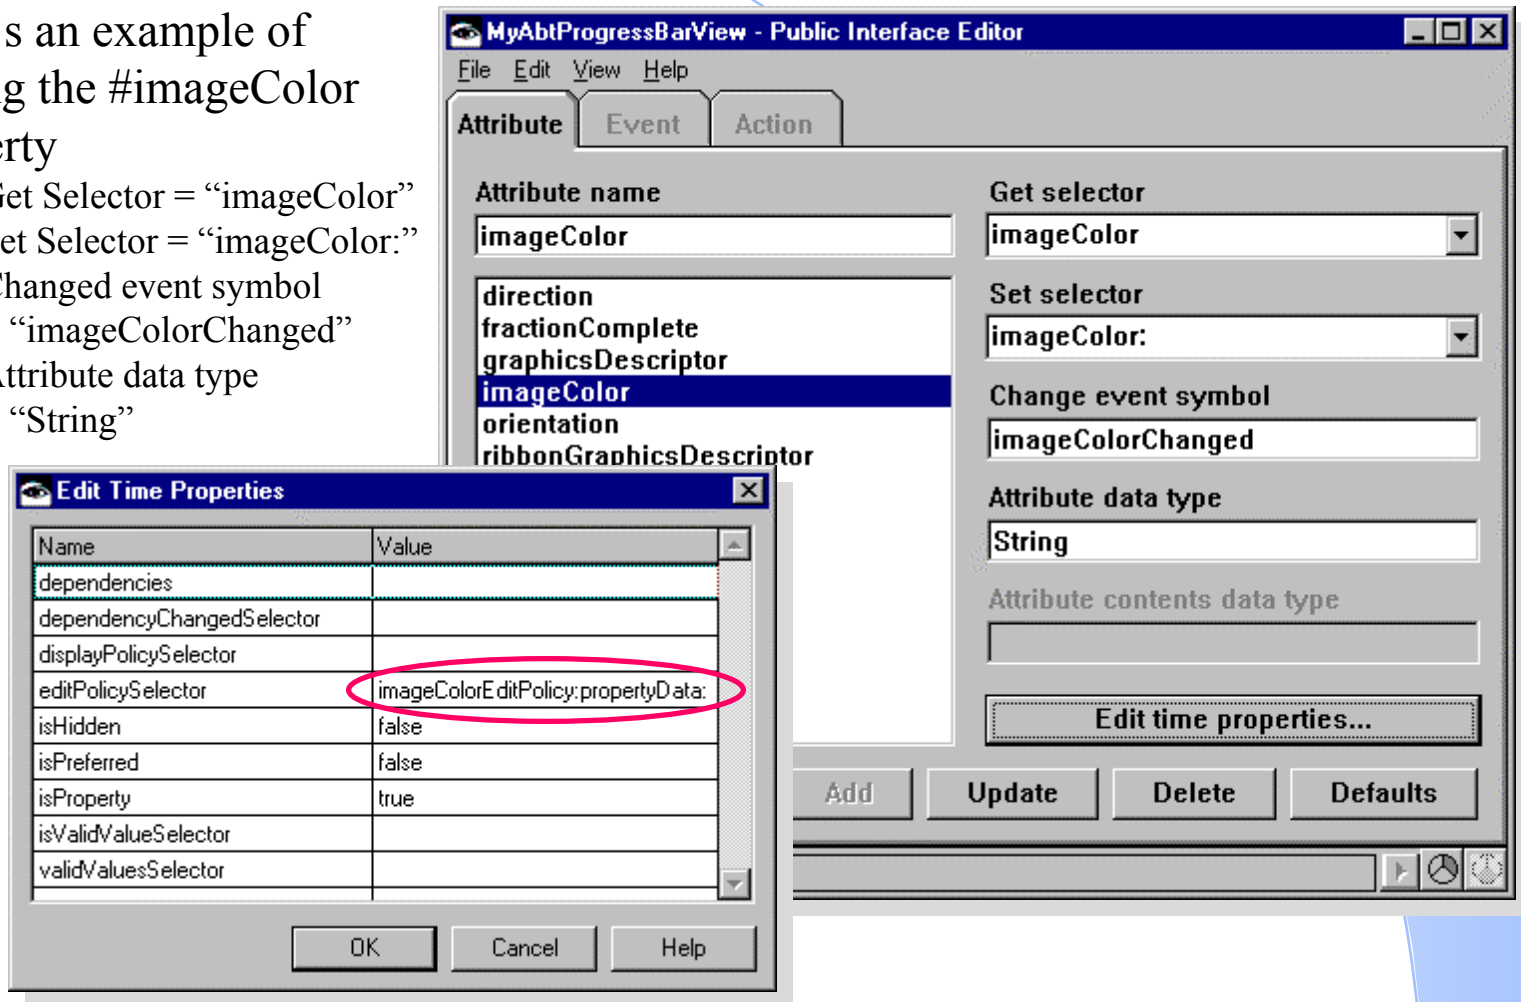 s an example of
g the #imageColor
erty
Get Selector = “imageColor”
et Selector = “imageColor:”
Changed event symbol
“imageColorChanged”
Attribute data type
“String”
MyAbtProgressBarView - Public Interface Editor
File Edit View Help
Attribute Event Action
Attribute name
imageColor
direction
fractionComplete
graphicsDescriptor
imageColor
orientation
ribbonGraphicsDescriptor
Get selector
imageColor
Set selector
imageColor:
Change event symbol
imageColorChanged
Attribute data type
String
Attribute contents data type
Edit time properties...
Add Update Delete Defaults
Edit Time Properties
Name Value
dependencies
dependencyChangedSelector
displayPolicySelector
editPolicySelector imageColorEditPolicy:propertyData:
isHidden false
isPreferred false
isProperty true
isValidValueSelector
validValuesSelector
OK Cancel Help